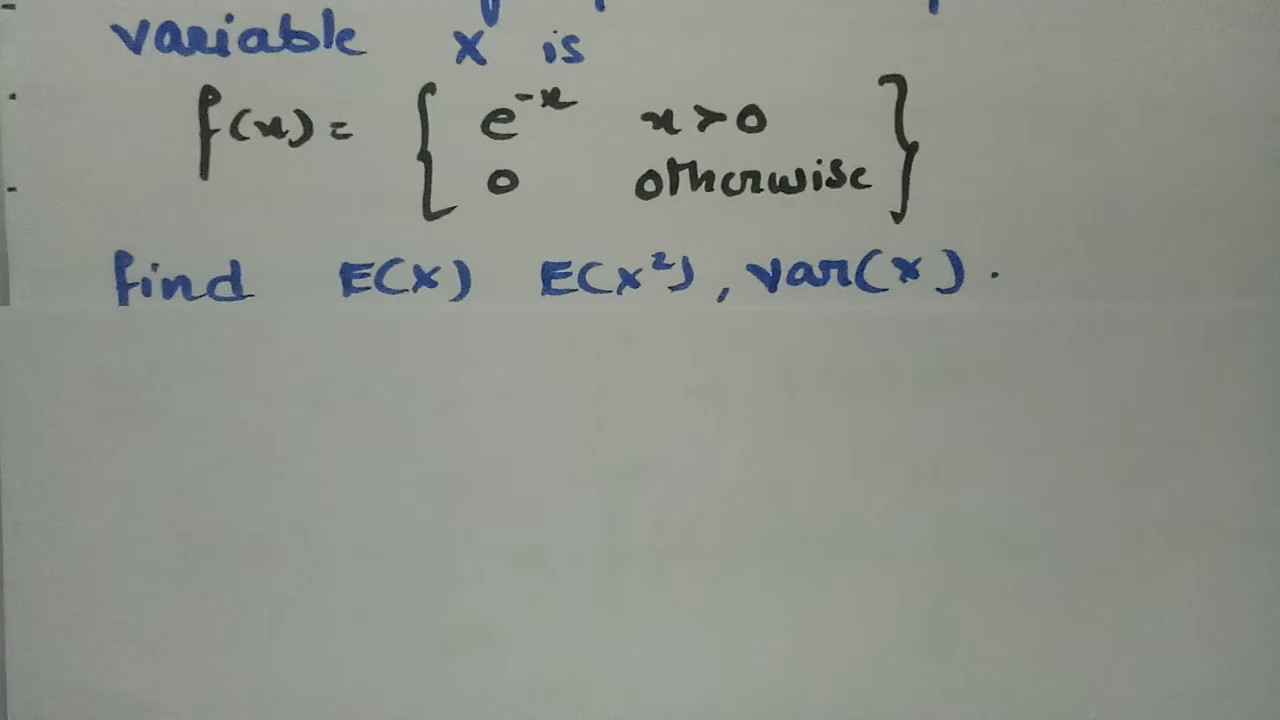 variable X is
f(x) = { e^-x x > 0
0 otherwise }
find E(X) E(X²), var(X).